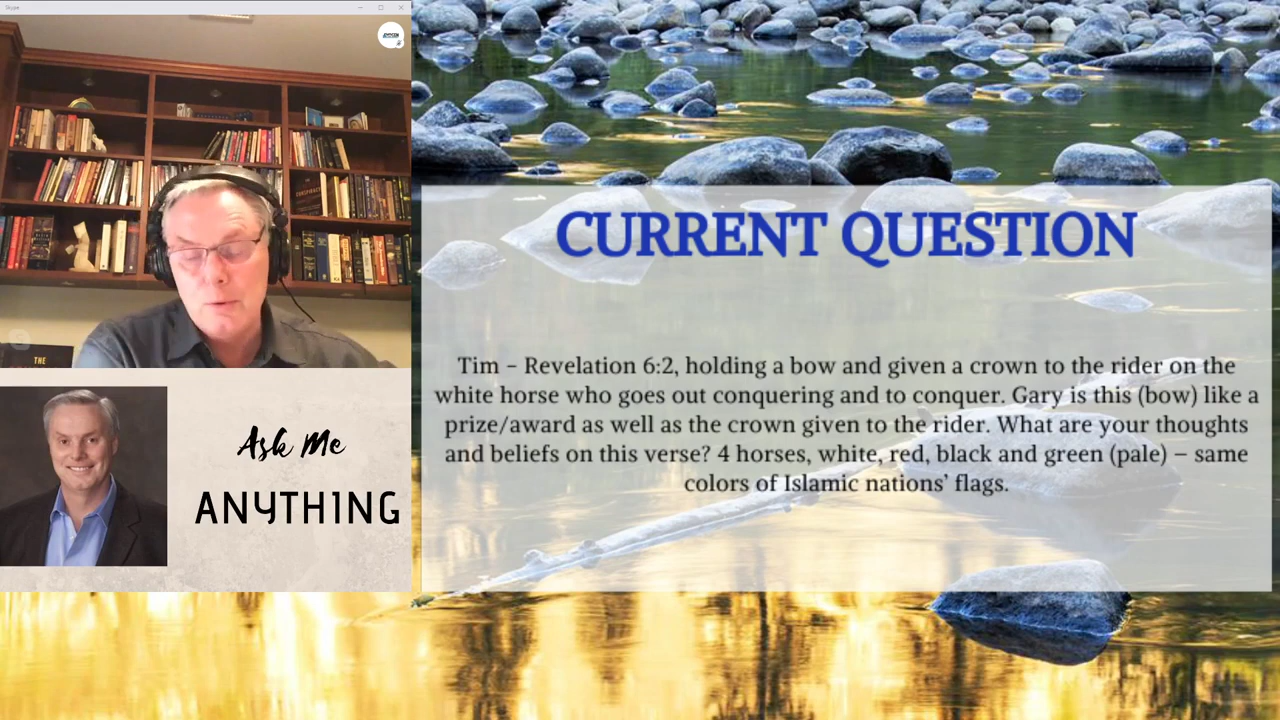 Skype
CURRENT QUESTION
Tim – Revelation 6:2, holding a bow and given a crown to the rider on the
white horse who goes out conquering and to conquer. Gary is this (bow) like a
prize/award as well as the crown given to the rider. What are your thoughts
and beliefs on this verse? 4 horses, white, red, black and green (pale) – same
colors of Islamic nations’ flags.
THE
Ask Me
ANYTHING